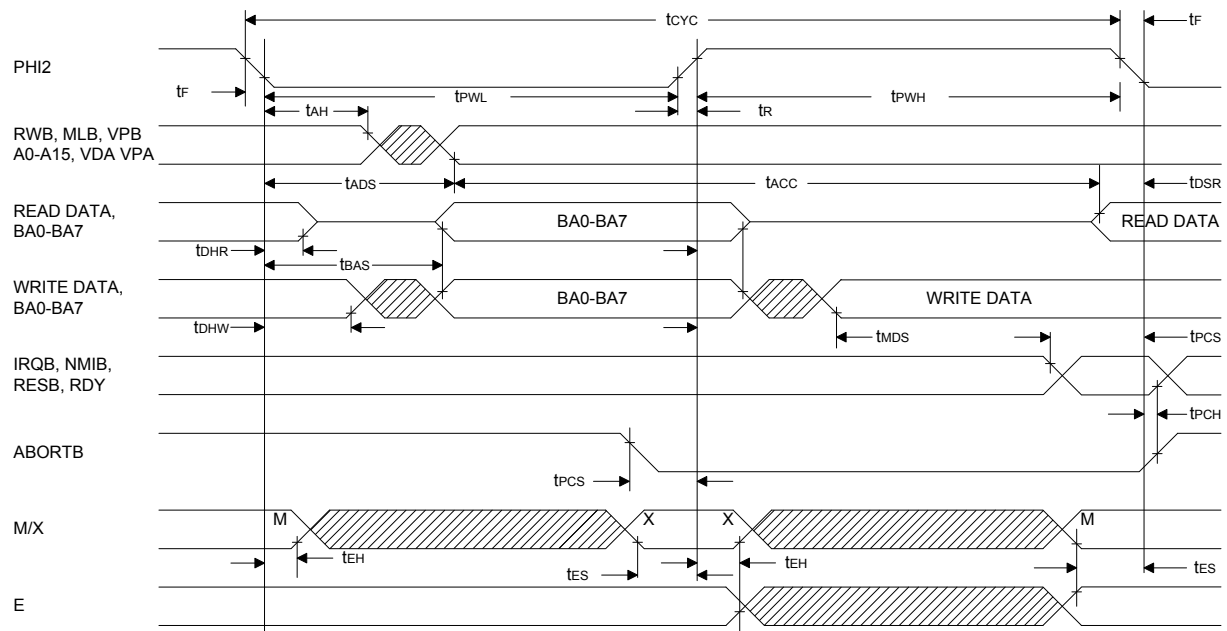 tCYC
tF
PHI2
tF
tPWL
tPWH
tAH
tR
RWB, MLB, VPB
A0-A15, VDA VPA
tADS
tACC
tDSR
READ DATA,
BA0-BA7
BA0-BA7
READ DATA
tDHR
tBAS
WRITE DATA,
BA0-BA7
BA0-BA7
WRITE DATA
tDHW
tMDS
tPCS
IRQB, NMIB,
RESB, RDY
tPCH
ABORTB
tPCS
M/X
M
X
X
M
tEH
tES
tEH
tES
E